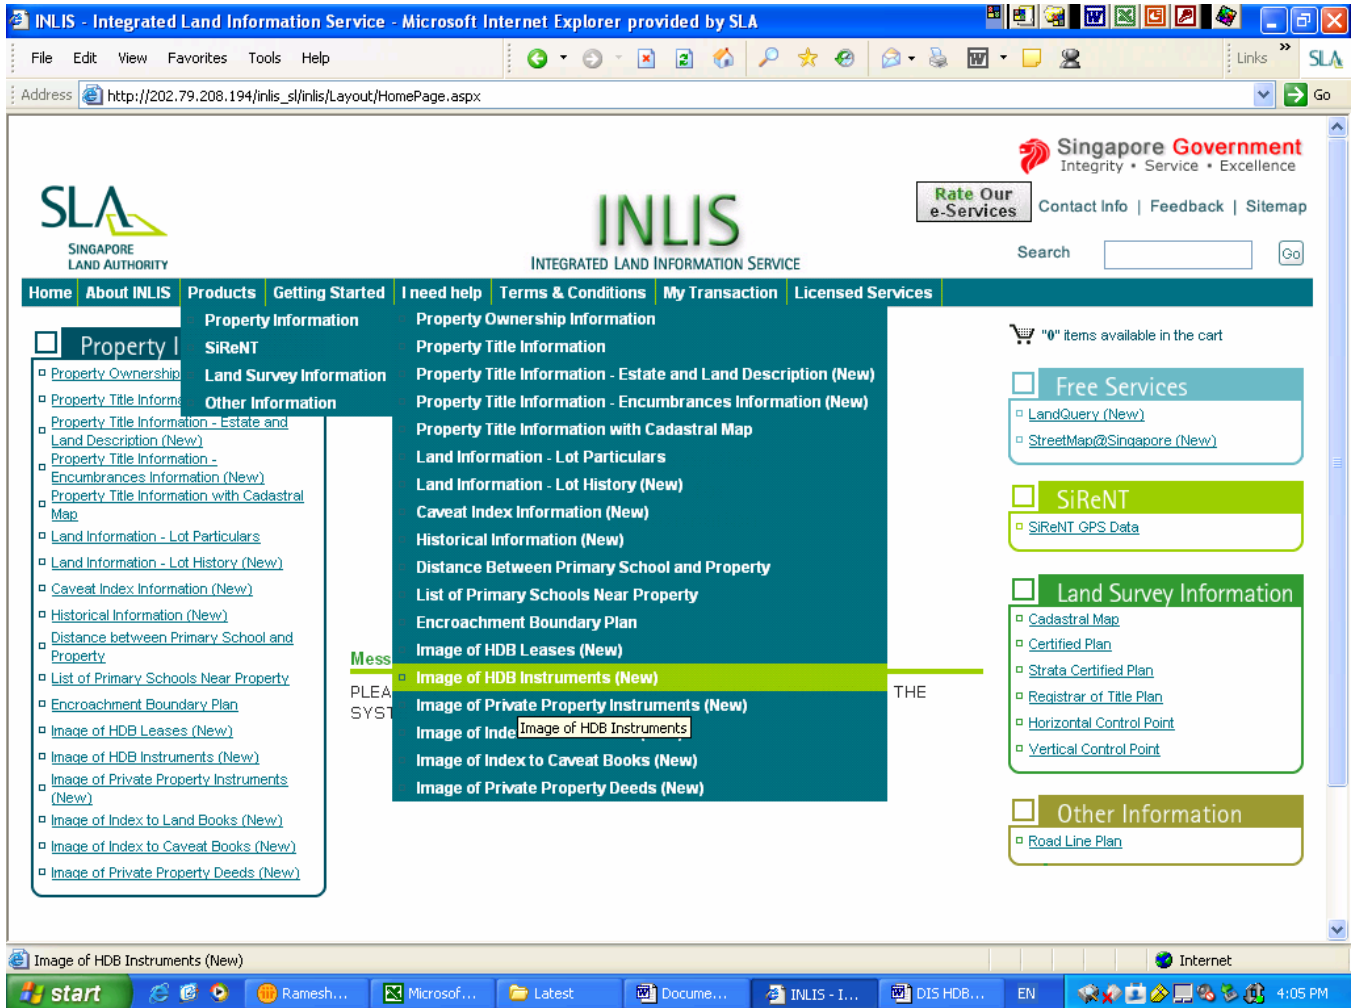 INLIS - Integrated Land Information Service - Microsoft Internet Explorer provided by SLA
File Edit View Favorites Tools Help
Links »
SLA
Address http://202.79.208.194/inlis_sl/inlis/Layout/HomePage.aspx
Go
Singapore Government
Integrity • Service • Excellence
SLA
SINGAPORE
LAND AUTHORITY
INLIS
INTEGRATED LAND INFORMATION SERVICE
Rate Our
e-Services
Contact Info | Feedback | Sitemap
Search
Go
Home About INLIS Products Getting Started I need help Terms & Conditions My Transaction Licensed Services
Property Information
SiReNT
Land Survey Information
Other Information
Property Ownership Information
Property Title Information
Property Title Information - Estate and Land Description (New)
Property Title Information - Encumbrances Information (New)
Property Title Information with Cadastral Map
Land Information - Lot Particulars
Land Information - Lot History (New)
Caveat Index Information (New)
Historical Information (New)
Distance Between Primary School and Property
List of Primary Schools Near Property
Encroachment Boundary Plan
Image of HDB Leases (New)
Image of HDB Instruments (New)
Image of Private Property Instruments (New)
Image of Inde
Image of HDB Instruments
Image of Index to Caveat Books (New)
Image of Private Property Deeds (New)
Property I
Property Ownership
Property Title Informa
Property Title Information - Estate and
Land Description (New)
Property Title Information -
Encumbrances Information (New)
Property Title Information with Cadastral
Map
Land Information - Lot Particulars
Land Information - Lot History (New)
Caveat Index Information (New)
Historical Information (New)
Distance between Primary School and
Property
List of Primary Schools Near Property
Encroachment Boundary Plan
Image of HDB Leases (New)
Image of HDB Instruments (New)
Image of Private Property Instruments
(New)
Image of Index to Land Books (New)
Image of Index to Caveat Books (New)
Image of Private Property Deeds (New)
Mess
PLEA THE
SYST
"0" items available in the cart
Free Services
LandQuery (New)
StreetMap@Singapore (New)
SiReNT
SiReNT GPS Data
Land Survey Information
Cadastral Map
Certified Plan
Strata Certified Plan
Registrar of Title Plan
Horizontal Control Point
Vertical Control Point
Other Information
Road Line Plan
Image of HDB Instruments (New)
Internet
start
Ramesh...
Microsof...
Latest
Docume...
INLIS - I...
DIS HDB...
EN
4:05 PM